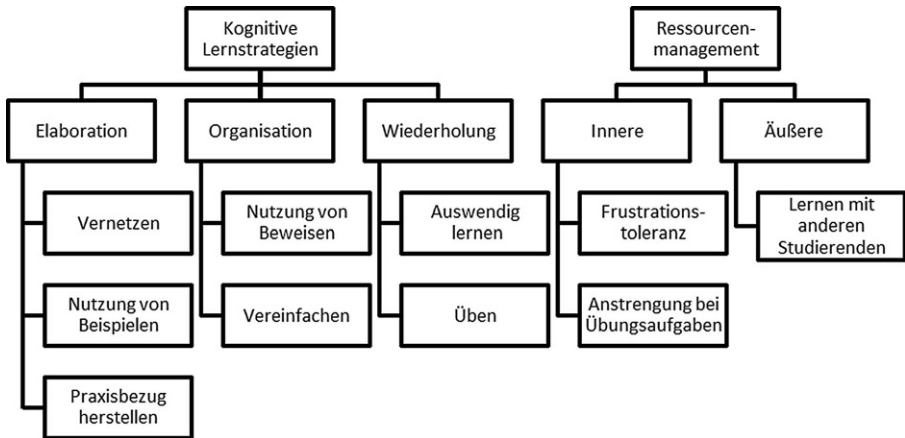 Kognitive
Lernstrategien
Ressourcen-
management
Elaboration
Organisation
Wiederholung
Innere
Äußere
Vernetzen
Nutzung von
Beweisen
Auswendig
lernen
Frustrations-
toleranz
Lernen mit
anderen
Studierenden
Nutzung von
Beispielen
Vereinfachen
Üben
Anstrengung bei
Übungsaufgaben
Praxisbezug
herstellen